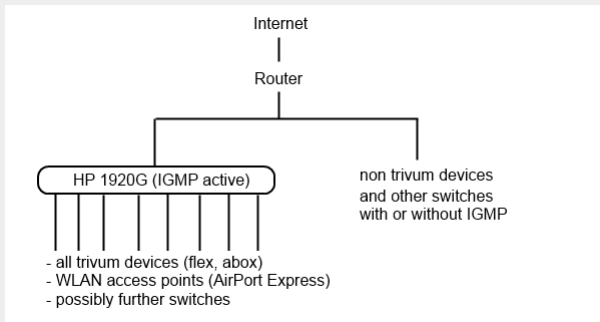 Internet
Router
HP 1920G (IGMP active)
non trivum devices
and other switches
with or without IGMP
- all trivum devices (flex, abox)
- WLAN access points (AirPort Express)
- possibly further switches